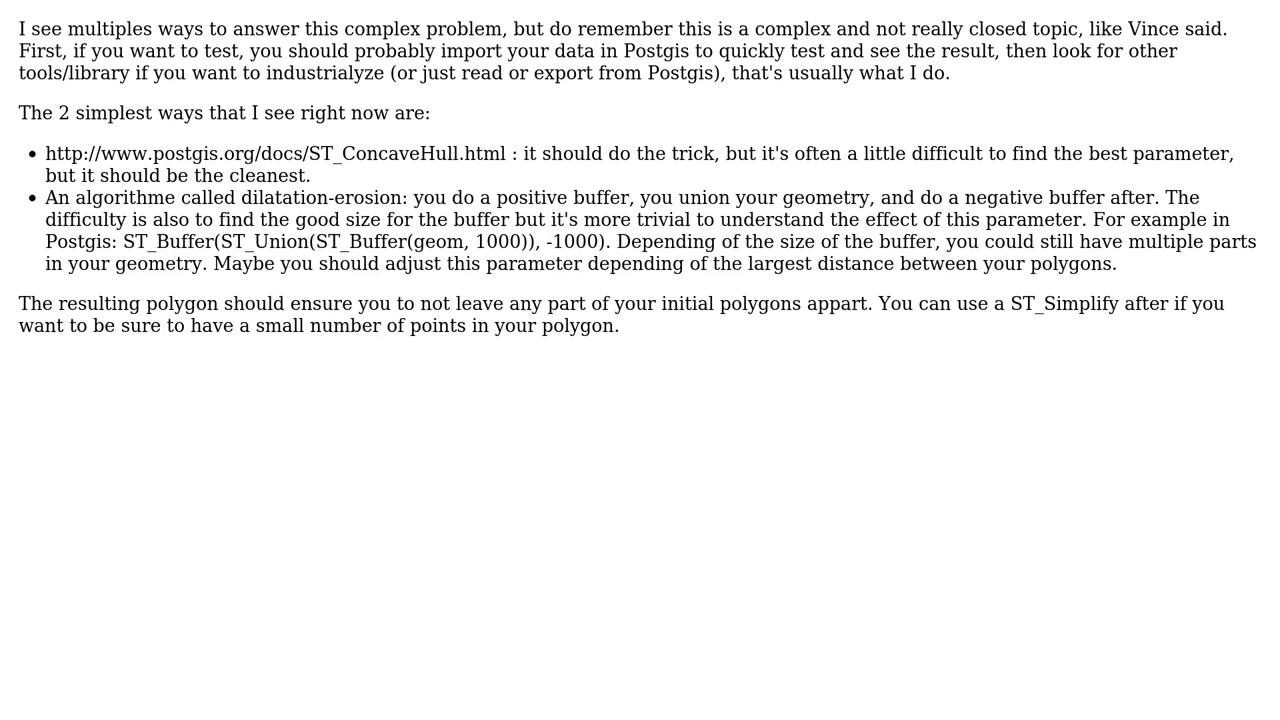 I see multiples ways to answer this complex problem, but do remember this is a complex and not really closed topic, like Vince said.
First, if you want to test, you should probably import your data in Postgis to quickly test and see the result, then look for other
tools/library if you want to industrialyze (or just read or export from Postgis), that's usually what I do.
The 2 simplest ways that I see right now are:
• http://www.postgis.org/docs/ST_ConcaveHull.html : it should do the trick, but it's often a little difficult to find the best parameter,
but it should be the cleanest.
• An algorithme called dilatation-erosion: you do a positive buffer, you union your geometry, and do a negative buffer after. The
difficulty is also to find the good size for the buffer but it's more trivial to understand the effect of this parameter. For example in
Postgis: ST_Buffer(ST_Union(ST_Buffer(geom, 1000)), -1000). Depending of the size of the buffer, you could still have multiple parts
in your geometry. Maybe you should adjust this parameter depending of the largest distance between your polygons.
The resulting polygon should ensure you to not leave any part of your initial polygons appart. You can use a ST_Simplify after if you
want to be sure to have a small number of points in your polygon.